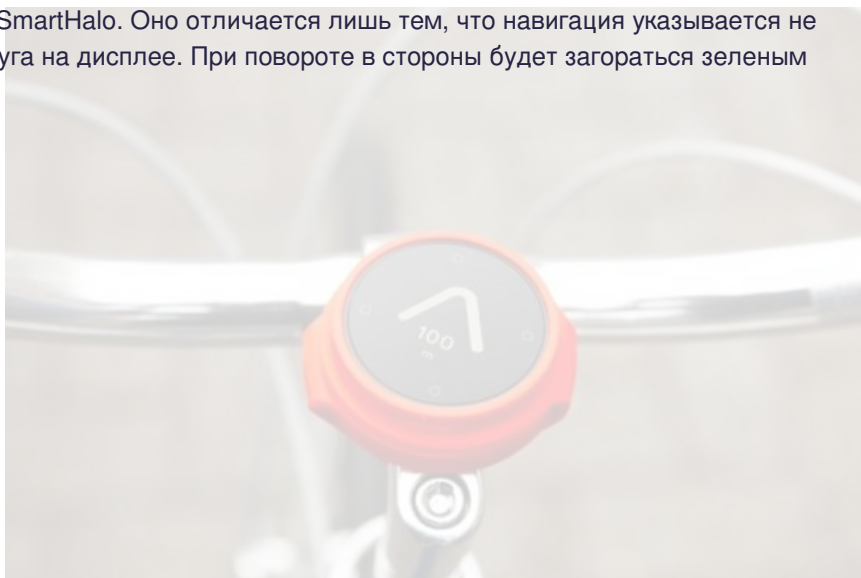 SmartHalo. Оно отличается лишь тем, что навигация указывается не
уга на дисплее. При повороте в стороны будет загораться зеленым
100
m